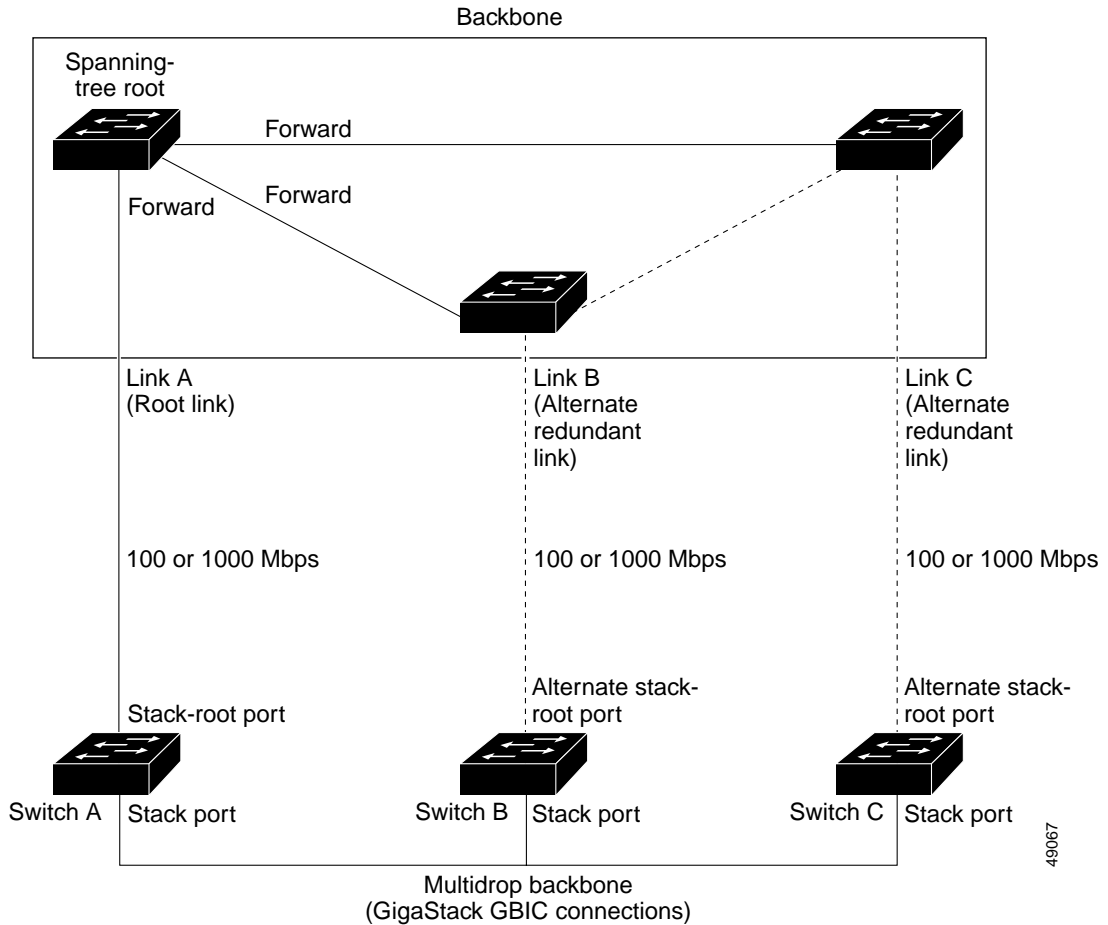 Backbone
Spanning-
tree root
Forward
Forward
Forward
Link A
(Root link)
Link B
(Alternate
redundant
link)
Link C
(Alternate
redundant
link)
100 or 1000 Mbps
100 or 1000 Mbps
100 or 1000 Mbps
Stack-root port
Alternate stack-
root port
Alternate stack-
root port
Switch A
Stack port
Switch B
Stack port
Switch C
Stack port
49067
Multidrop backbone
(GigaStack GBIC connections)